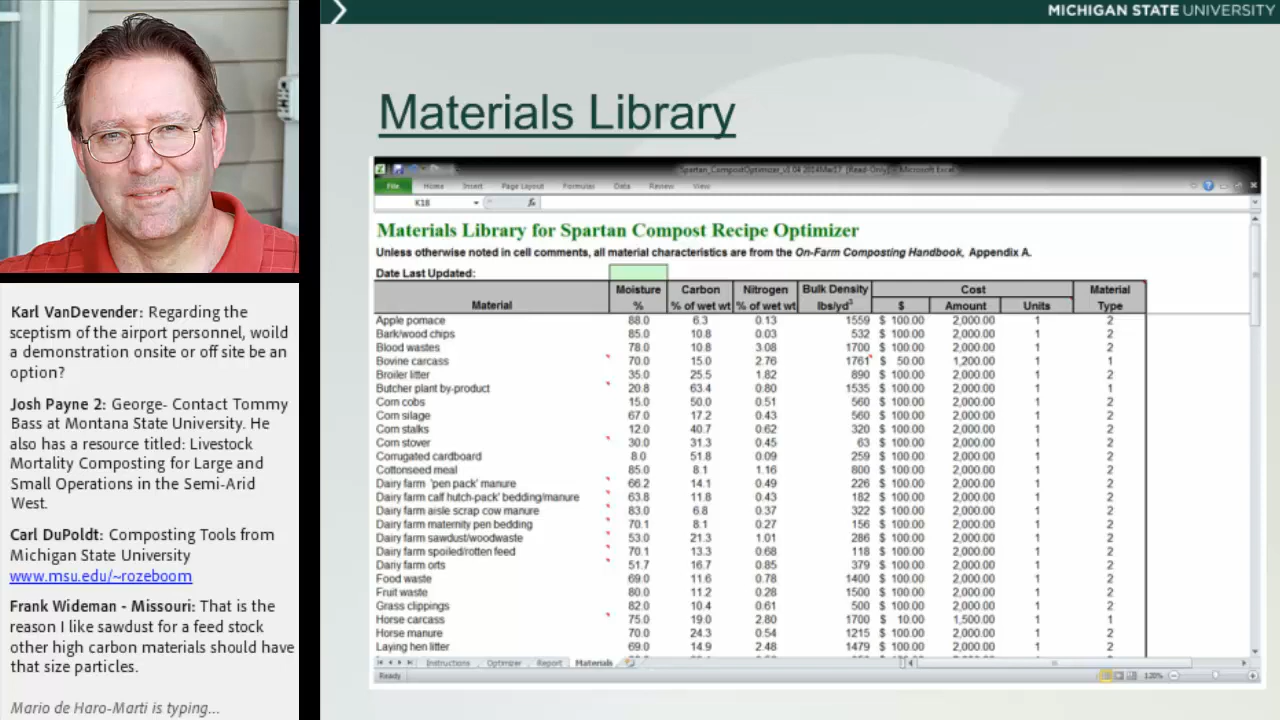 MICHIGAN STATE UNIVERSITY
Materials Library
Spartan_CompostOptimizer_v1.04 2014Mar17 [Read-Only] - Microsoft Excel
File Home Insert Page Layout Formulas Data Review View
K18 fx
Materials Library for Spartan Compost Recipe Optimizer
Unless otherwise noted in cell comments, all material characteristics are from the On-Farm Composting Handbook, Appendix A.
Date Last Updated:
Moisture Carbon Nitrogen Bulk Density Cost Material
Material % % of wet wt % of wet wt lbs/yd³ $ Amount Units Type
Apple pomace 88.0 6.3 0.13 1559 $ 100.00 2,000.00 1 2
Bark/wood chips 85.0 10.8 0.03 532 $ 100.00 2,000.00 1 2
Blood wastes 78.0 10.8 3.08 1700 $ 100.00 2,000.00 1 2
Bovine carcass 70.0 15.0 2.76 1761 $ 50.00 1,200.00 1 1
Broiler litter 35.0 25.5 1.82 890 $ 100.00 2,000.00 1 2
Butcher plant by-product 20.8 63.4 0.80 1535 $ 100.00 2,000.00 1 1
Corn cobs 15.0 50.0 0.51 560 $ 100.00 2,000.00 1 2
Corn silage 67.0 17.2 0.43 560 $ 100.00 2,000.00 1 2
Corn stalks 12.0 40.7 0.62 320 $ 100.00 2,000.00 1 2
Corn stover 30.0 31.3 0.45 63 $ 100.00 2,000.00 1 2
Corrugated cardboard 8.0 51.8 0.09 259 $ 100.00 2,000.00 1 2
Cottonseed meal 85.0 8.1 1.16 800 $ 100.00 2,000.00 1 2
Dairy farm 'pen pack' manure 66.2 14.1 0.49 226 $ 100.00 2,000.00 1 2
Dairy farm calf hutch-pack' bedding/manure 63.8 11.8 0.43 182 $ 100.00 2,000.00 1 2
Dairy farm aisle scrap cow manure 83.0 6.8 0.37 322 $ 100.00 2,000.00 1 2
Dairy farm maternity pen bedding 70.1 8.1 0.27 156 $ 100.00 2,000.00 1 2
Dairy farm sawdust/woodwaste 53.0 21.3 1.01 286 $ 100.00 2,000.00 1 2
Dairy farm spoiled/rotten feed 70.1 13.3 0.68 118 $ 100.00 2,000.00 1 2
Dariy farm orts 51.7 16.7 0.85 379 $ 100.00 2,000.00 1 2
Food waste 69.0 11.6 0.78 1400 $ 100.00 2,000.00 1 2
Fruit waste 80.0 11.2 0.28 1500 $ 100.00 2,000.00 1 2
Grass clippings 82.0 10.4 0.61 500 $ 100.00 2,000.00 1 2
Horse carcass 75.0 19.0 2.80 1700 $ 10.00 1,500.00 1 1
Horse manure 70.0 24.3 0.54 1215 $ 100.00 2,000.00 1 2
Laying hen litter 69.0 14.9 2.48 1479 $ 100.00 2,000.00 1 2
Instructions Optimizer Report Materials
Ready 120%
Karl VanDevender: Regarding the
sceptism of the airport personnel, woild
a demonstration onsite or off site be an
option?
Josh Payne 2: George- Contact Tommy
Bass at Montana State University. He
also has a resource titled: Livestock
Mortality Composting for Large and
Small Operations in the Semi-Arid
West.
Carl DuPoldt: Composting Tools from
Michigan State University
www.msu.edu/~rozeboom
Frank Wideman - Missouri: That is the
reason I like sawdust for a feed stock
other high carbon materials should have
that size particles.
Mario de Haro-Marti is typing...